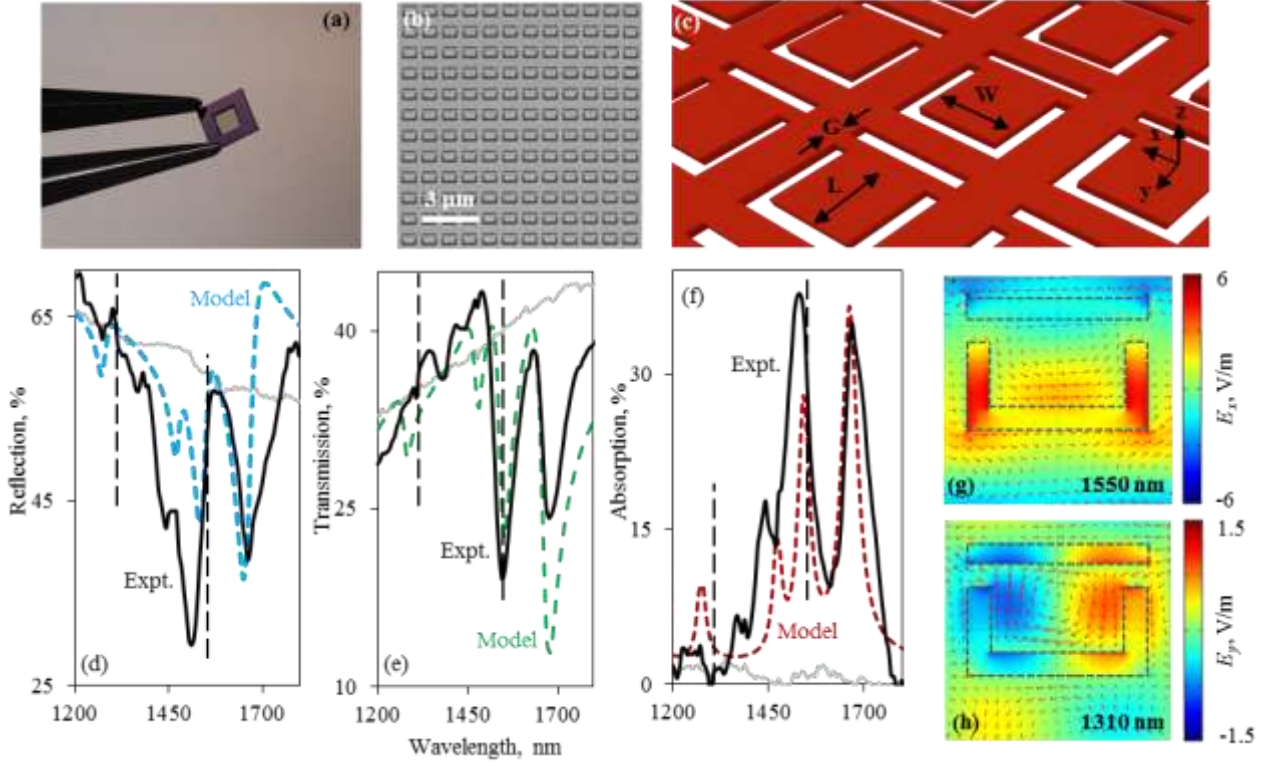 (a)
(b)
3 μm
(c)
W
G
L
z
x
y
65
45
25
Reflection, %
Model
Expt.
(d)
1200 1450 1700
40
25
10
Transmission, %
Expt.
Model
(e)
1200 1450 1700
Wavelength, nm
30
15
0
Absorption, %
(f)
Expt.
Model
1200 1450 1700
(g)
1550 nm
6
-6
Eₓ, V/m
(h)
1310 nm
1.5
-1.5
E_y, V/m